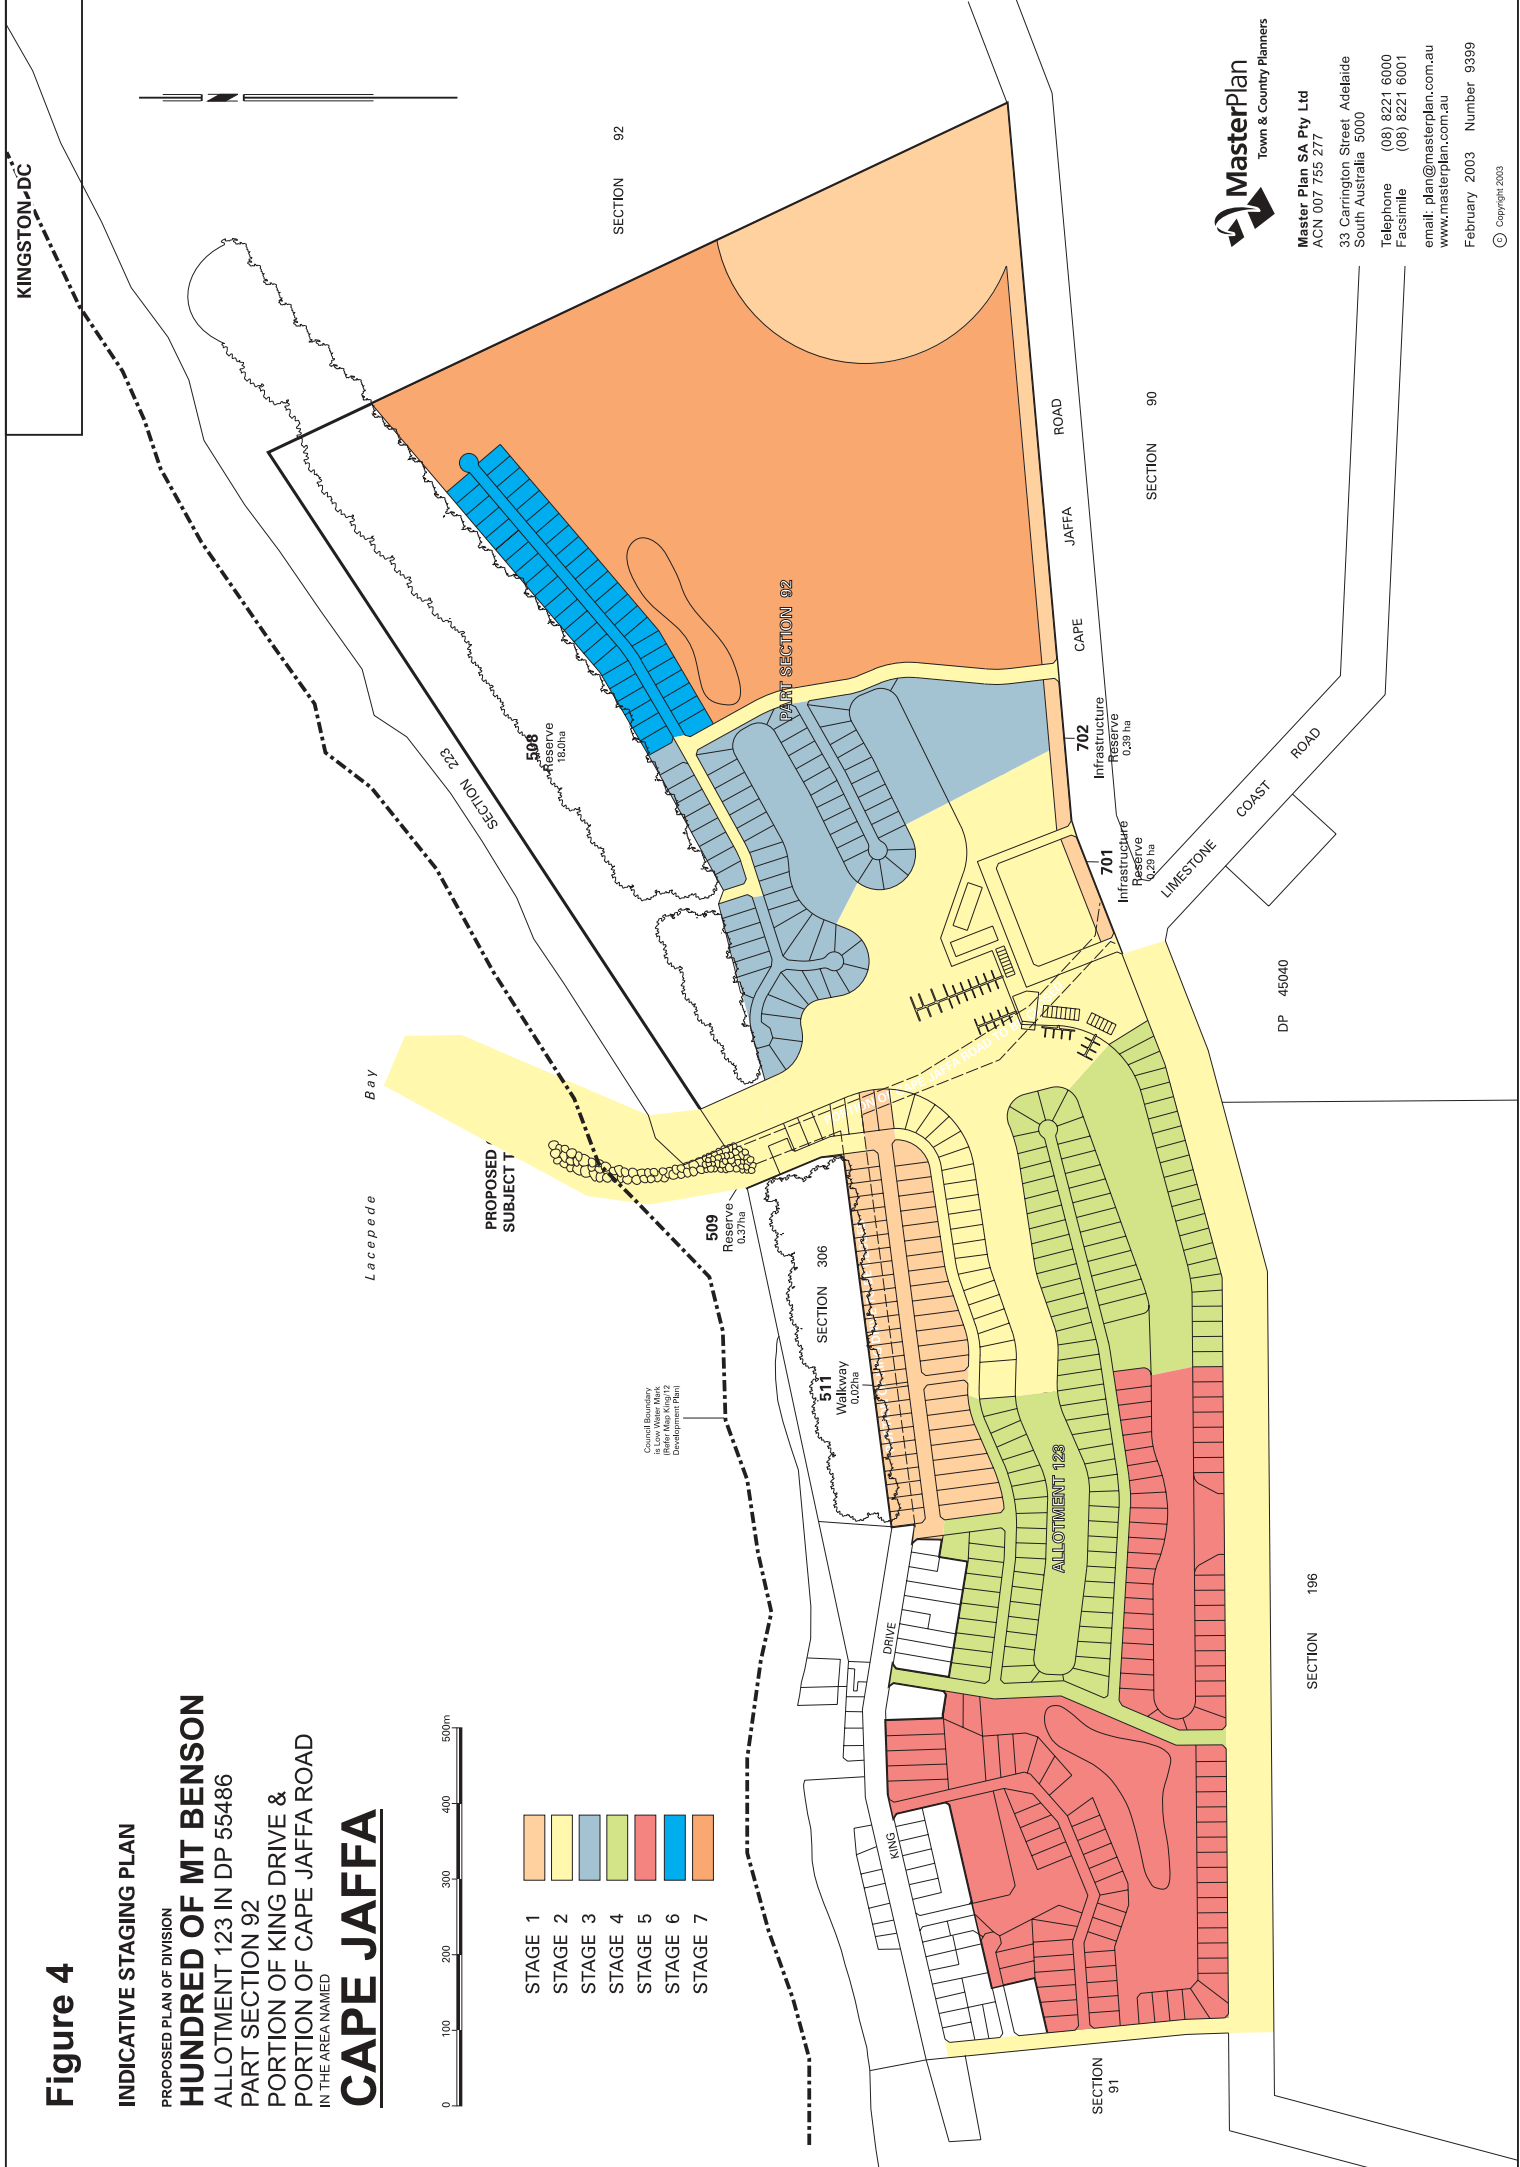 Figure 4
INDICATIVE STAGING PLAN
PROPOSED PLAN OF DIVISION
HUNDRED OF MT BENSON
ALLOTMENT 123 IN DP 55486
PART SECTION 92
PORTION OF KING DRIVE &
PORTION OF CAPE JAFFA ROAD
IN THE AREA NAMED
CAPE JAFFA
0 100 200 300 400 500m
STAGE 1
STAGE 2
STAGE 3
STAGE 4
STAGE 5
STAGE 6
STAGE 7
KINGSTON DC
SECTION 92
SECTION 223
508
Reserve
18.0ha
PART SECTION 92
Lacepede Bay
PROPOSED
SUBJECT T
509
Reserve
0.37ha
SECTION 306
511
Walkway
0.02ha
Council Boundary
is Low Water Mark
(Refer Map King/12
Development Plan)
CAPE JAFFA ROAD
SECTION 90
702
Infrastructure
Reserve
0.39 ha
701
Infrastructure
Reserve
0.29 ha
LIMESTONE COAST ROAD
DP 45040
ALLOTMENT 123
KING DRIVE
SECTION 196
SECTION
91
MasterPlan
Town & Country Planners
Master Plan SA Pty Ltd
ACN 007 755 277
33 Carrington Street Adelaide
South Australia 5000
Telephone (08) 8221 6000
Facsimile (08) 8221 6001
email: plan@masterplan.com.au
www.masterplan.com.au
February 2003 Number 9399
© Copyright 2003